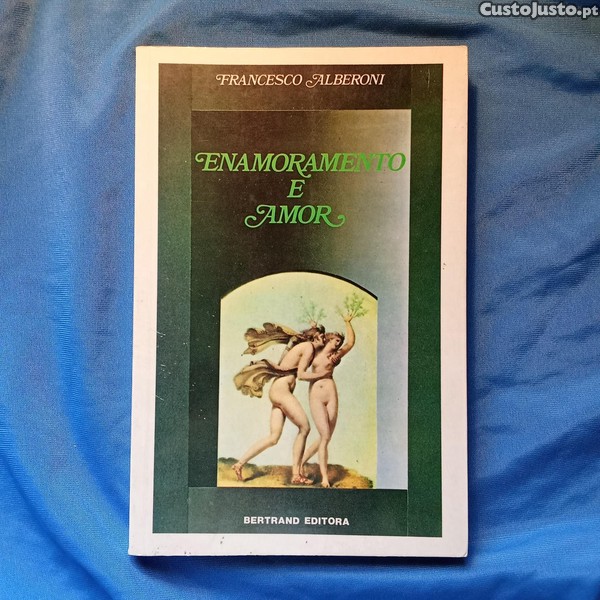 CustoJusto.pt
FRANCESCO ALBERONI
ENAMORAMENTO
E
AMOR
BERTRAND EDITORA